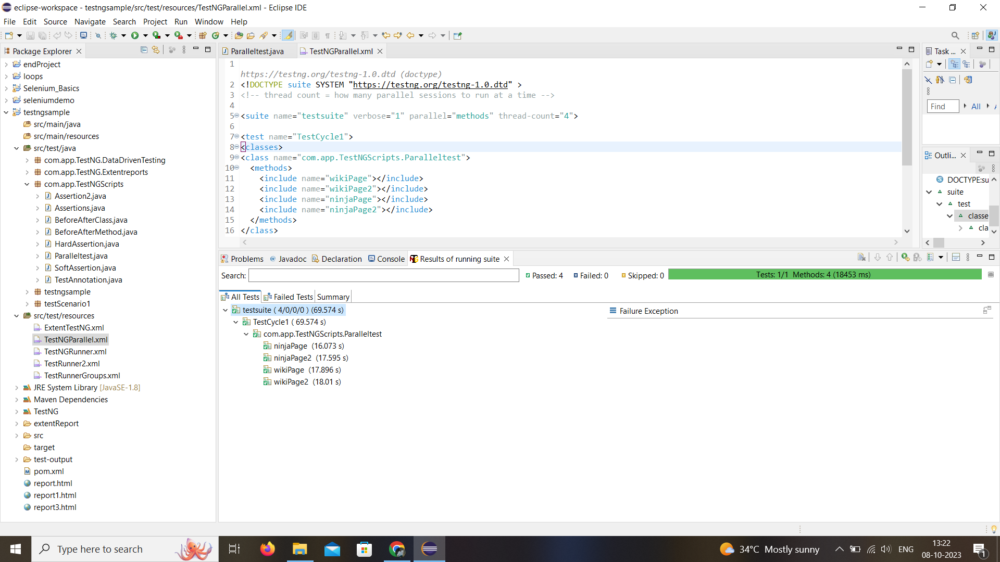 eclipse-workspace - testngsample/src/test/resources/TestNGParallel.xml - Eclipse IDE
File Edit Source Navigate Search Project Run Window Help
Package Explorer
endProject
loops
Selenium_Basics
seleniumdemo
testngsample
src/main/java
src/main/resources
src/test/java
com.app.TestNG.DataDrivenTesting
com.app.TestNG.Extentreports
com.app.TestNGScripts
Assertion2.java
Assertions.java
BeforeAfterClass.java
BeforeAfterMethod.java
HardAssertion.java
Paralleltest.java
SoftAssertion.java
TestAnnotation.java
testngsample
testScenario1
src/test/resources
ExtentTestNG.xml
TestNGParallel.xml
TestNGRunner.xml
TestRunner2.xml
TestRunnerGroups.xml
JRE System Library [JavaSE-1.8]
Maven Dependencies
TestNG
extentReport
src
target
test-output
pom.xml
report.html
report1.html
report3.html
Paralleltest.java TestNGParallel.xml
1
https://testng.org/testng-1.0.dtd (doctype)
2 <!DOCTYPE suite SYSTEM "https://testng.org/testng-1.0.dtd" >
3 <!-- thread count = how many parallel sessions to run at a time -->
4
5 <suite name="testsuite" verbose="1" parallel="methods" thread-count="4">
6
7 <test name="TestCycle1">
8 <classes>
9 <class name="com.app.TestNGScripts.Paralleltest">
10 <methods>
11 <include name="wikiPage"></include>
12 <include name="wikiPage2"></include>
13 <include name="ninjaPage"></include>
14 <include name="ninjaPage2"></include>
15 </methods>
16 </class>
Task ...
Find All
Outli...
DOCTYPE:su
suite
test
classe
cla
Problems Javadoc Declaration Console Results of running suite
Search: Passed: 4 Failed: 0 Skipped: 0 Tests: 1/1 Methods: 4 (18453 ms)
All Tests Failed Tests Summary
testsuite ( 4/0/0/0 ) (69.574 s)
TestCycle1 ( 69.574 s)
com.app.TestNGScripts.Paralleltest
ninjaPage (16.073 s)
ninjaPage2 (17.595 s)
wikiPage (17.896 s)
wikiPage2 (18.01 s)
Failure Exception
Type here to search
34°C Mostly sunny
ENG
13:22
08-10-2023
1